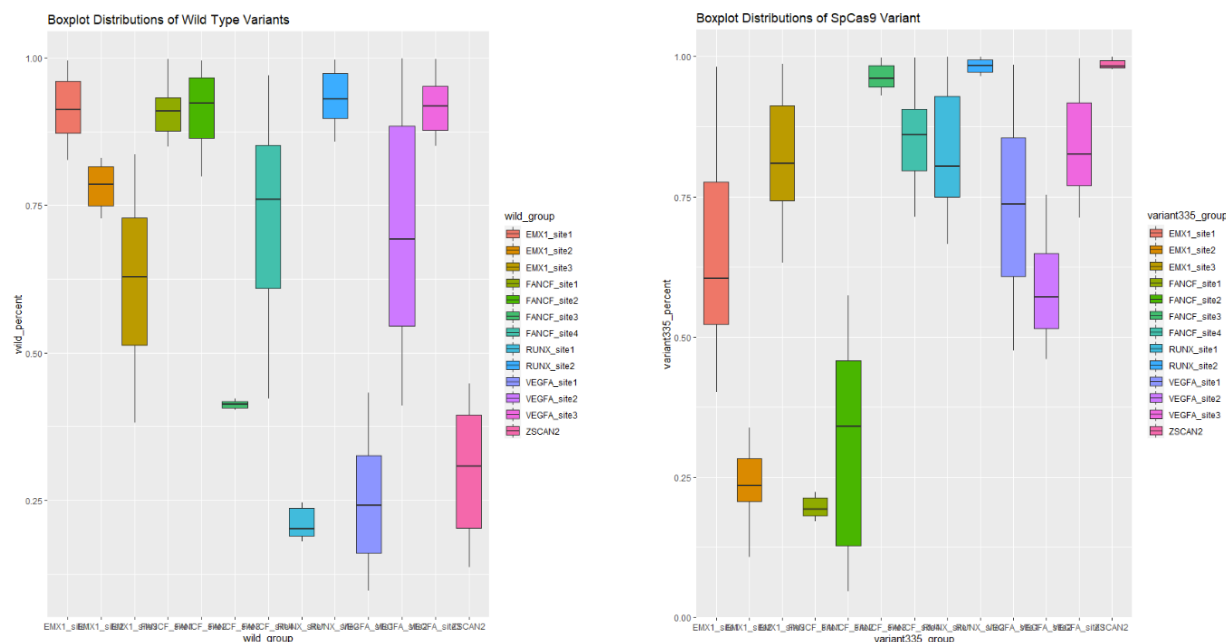 Boxplot Distributions of Wild Type Variants
1.00
0.75
0.50
0.25
wild_percent
wild_group
wild_group
EMX1_site1
EMX1_site2
EMX1_site3
FANCF_site1
FANCF_site2
FANCF_site3
FANCF_site4
RUNX_site1
RUNX_site2
VEGFA_site1
VEGFA_site2
VEGFA_site3
ZSCAN2
Boxplot Distributions of SpCas9 Variant
1.00
0.75
0.50
0.25
0.00
variant335_percent
variant335_group
variant335_group
EMX1_site1
EMX1_site2
EMX1_site3
FANCF_site1
FANCF_site2
FANCF_site3
FANCF_site4
RUNX_site1
RUNX_site2
VEGFA_site1
VEGFA_site2
VEGFA_site3
ZSCAN2